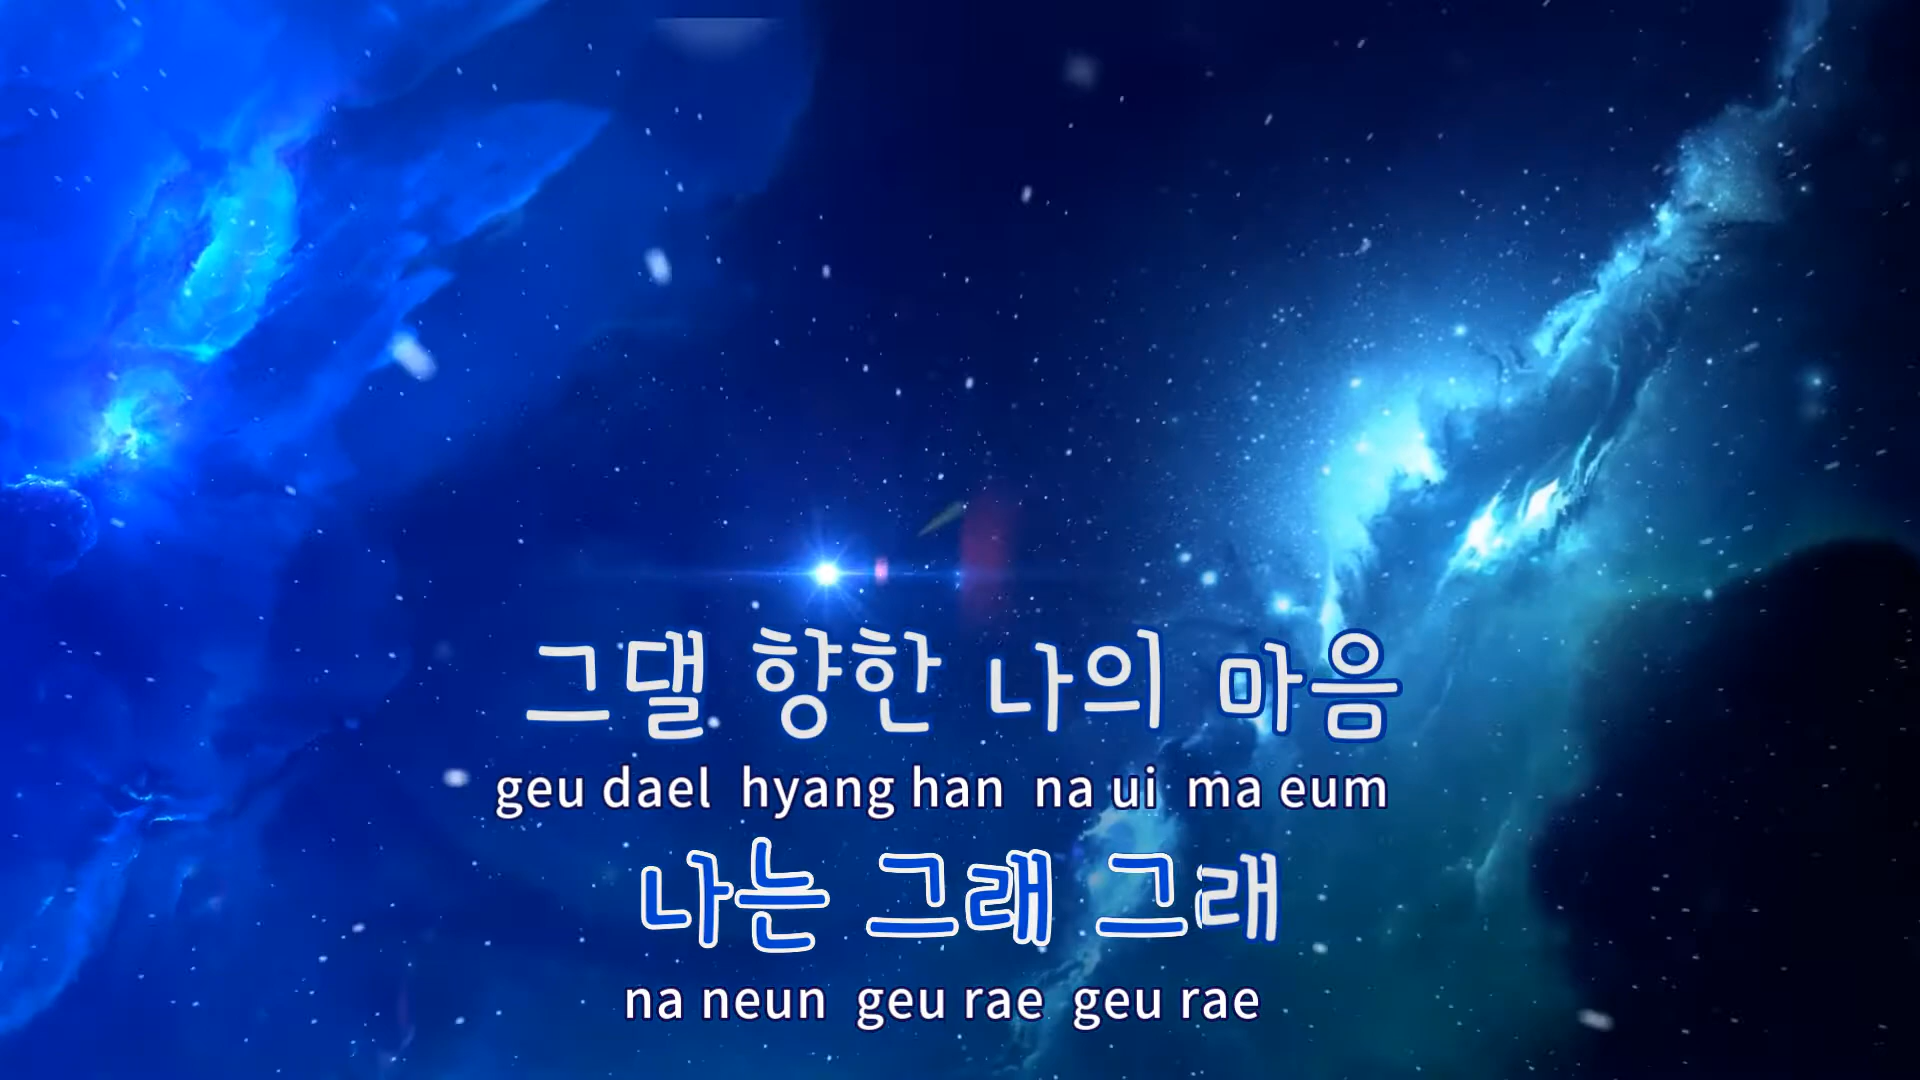 그댈 향한 나의 마음
geu dael hyang han na ui ma eum
나는 그래 그래
na neun geu rae geu rae